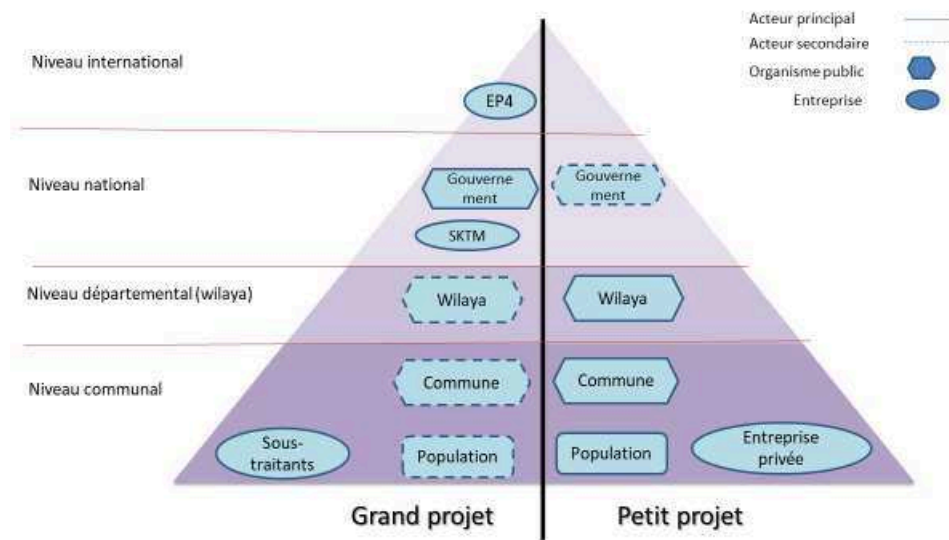 Acteur principal
Acteur secondaire
Organisme public
Entreprise
Niveau international
EP4
Niveau national
Gouverne
ment
Gouverne
ment
SKTM
Niveau départemental (wilaya)
Wilaya
Wilaya
Niveau communal
Commune
Commune
Sous-
traitants
Population
Population
Entreprise
privée
Grand projet
Petit projet